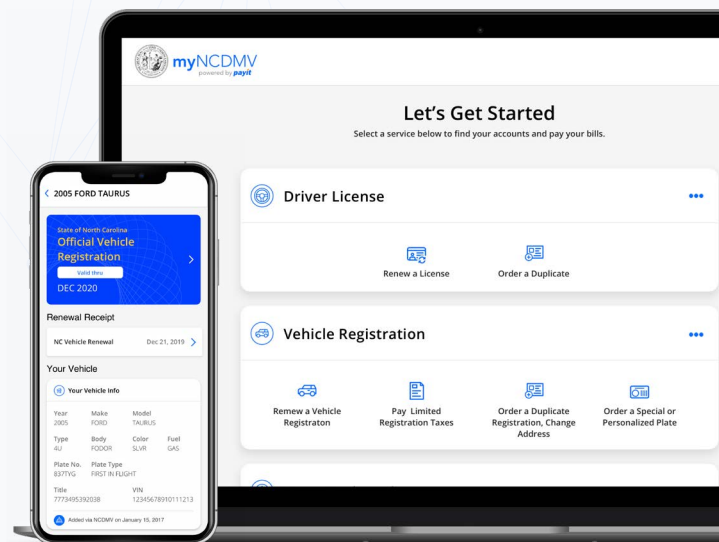 myNCDMV
powered by payit
Let's Get Started
Select a service below to find your accounts and pay your bills.
Driver License
Renew a License
Order a Duplicate
Vehicle Registration
Remew a Vehicle
Registraton
Pay Limited
Registration Taxes
Order a Duplicate
Registration, Change
Address
Order a Special or
Personalized Plate
2005 FORD TAURUS
State of North Carolina
Official Vehicle
Registration
Valid thru
DEC 2020
Renewal Receipt
NC Vehicle Renewal Dec 21, 2019
Your Vehicle
Your Vehicle Info
Year Make Model
2005 FORD TAURUS
Type Body Color Fuel
4U FODOR SLVR GAS
Plate No. Plate Type
837TYG FIRST IN FLIGHT
Title VIN
7773495392038 12345678910111213
Added via NCDMV on January 15, 2017